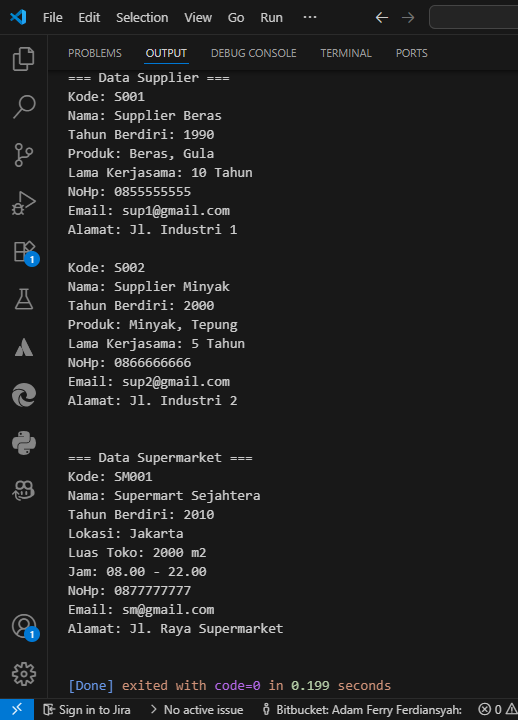 File Edit Selection View Go Run ...
PROBLEMS OUTPUT DEBUG CONSOLE TERMINAL PORTS
=== Data Supplier ===
Kode: S001
Nama: Supplier Beras
Tahun Berdiri: 1990
Produk: Beras, Gula
Lama Kerjasama: 10 Tahun
NoHp: 0855555555
Email: sup1@gmail.com
Alamat: Jl. Industri 1
Kode: S002
Nama: Supplier Minyak
Tahun Berdiri: 2000
Produk: Minyak, Tepung
Lama Kerjasama: 5 Tahun
NoHp: 0866666666
Email: sup2@gmail.com
Alamat: Jl. Industri 2
=== Data Supermarket ===
Kode: SM001
Nama: Supermart Sejahtera
Tahun Berdiri: 2010
Lokasi: Jakarta
Luas Toko: 2000 m2
Jam: 08.00 - 22.00
NoHp: 0877777777
Email: sm@gmail.com
Alamat: Jl. Raya Supermarket
[Done] exited with code=0 in 0.199 seconds
1
1
Sign in to Jira No active issue Bitbucket: Adam Ferry Ferdiansyah: 0